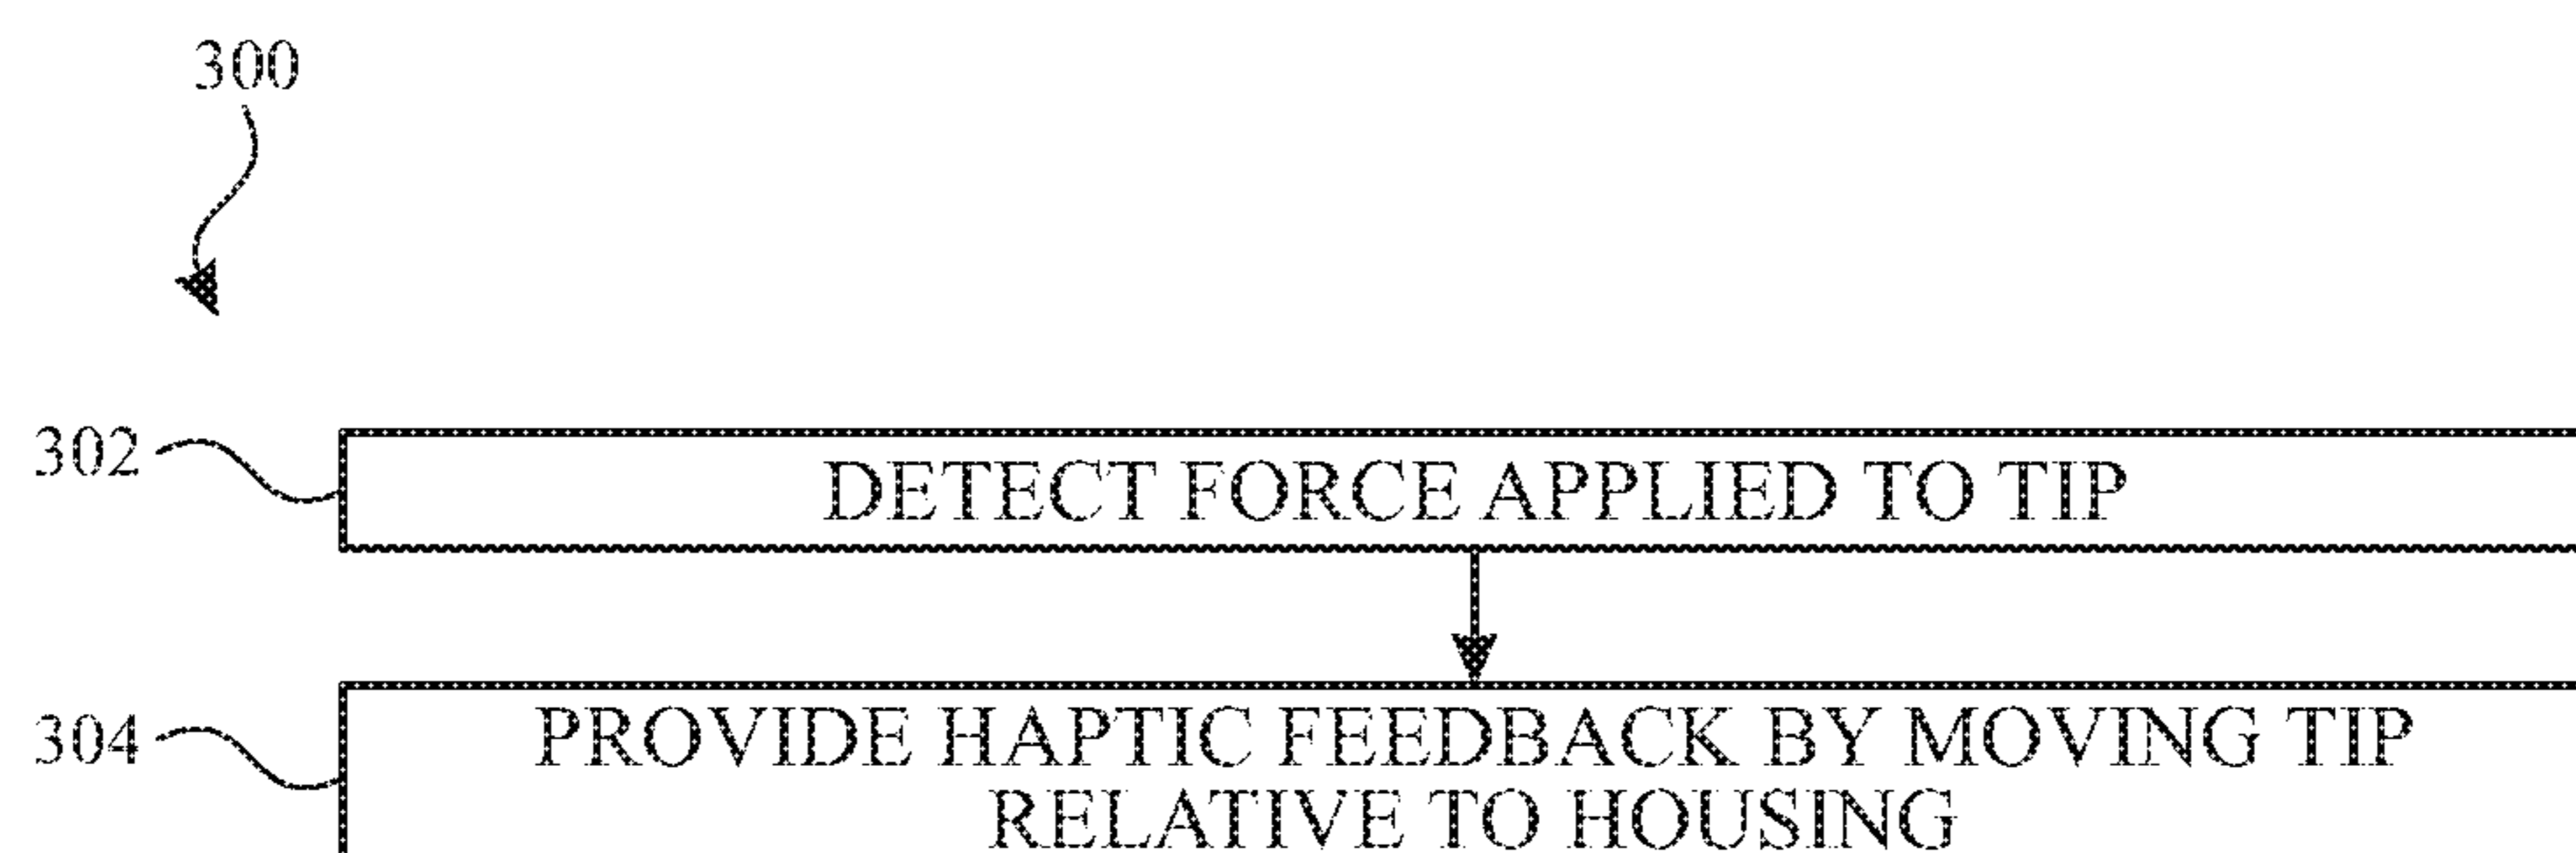 300
302
DETECT FORCE APPLIED TO TIP
304
PROVIDE HAPTIC FEEDBACK BY MOVING TIP
RELATIVE TO HOUSING